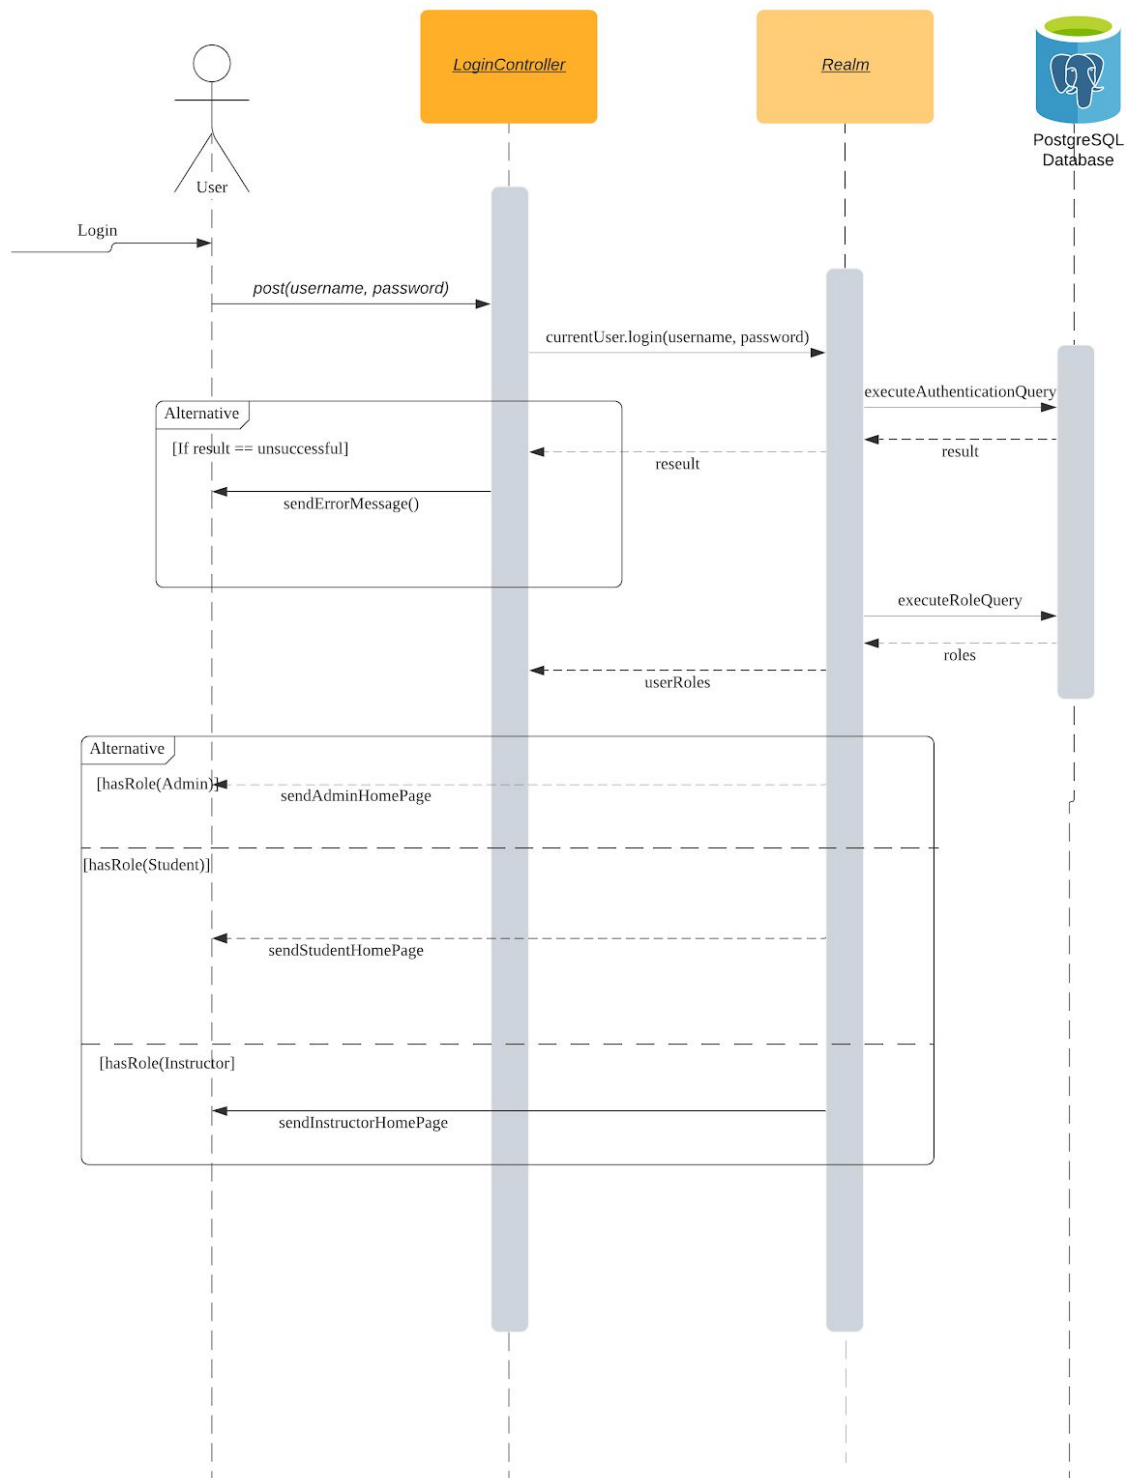 LoginController
Realm
PostgreSQL
Database
User
Login
post(username, password)
currentUser.login(username, password)
executeAuthenticationQuery
Alternative
[If result == unsuccessful]
result
reseult
sendErrorMessage()
executeRoleQuery
roles
userRoles
Alternative
[hasRole(Admin)]
sendAdminHomePage
[hasRole(Student)]
sendStudentHomePage
[hasRole(Instructor]
sendInstructorHomePage